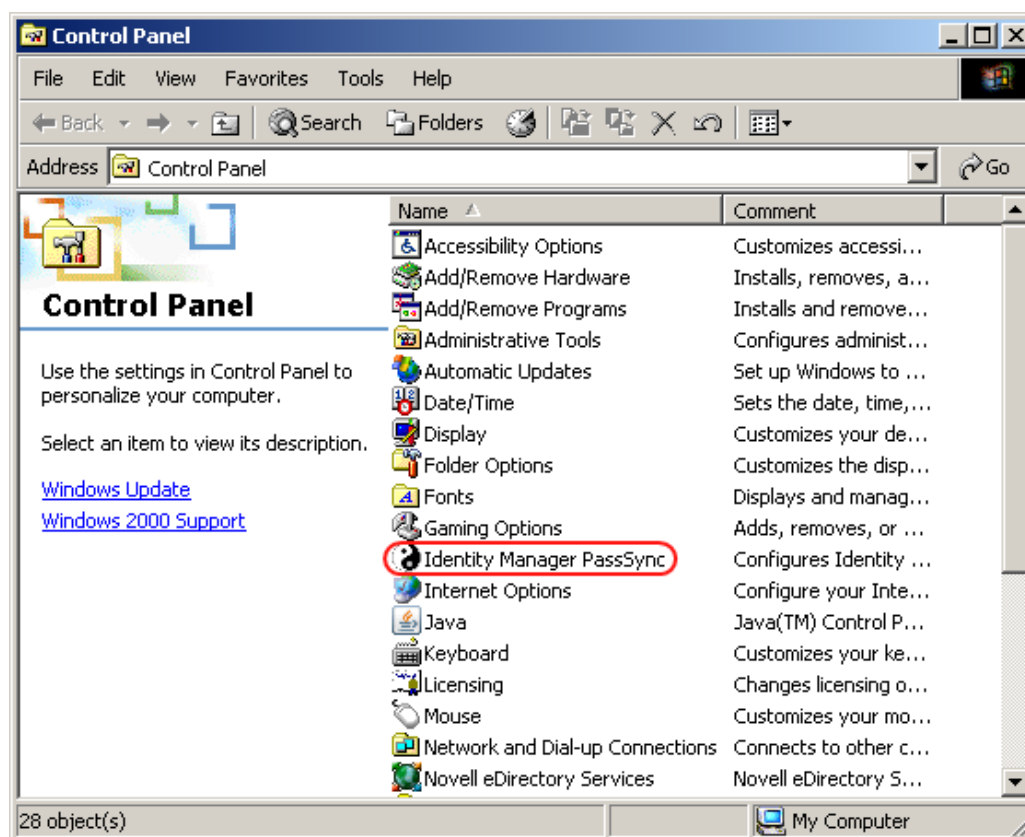 Control Panel
File Edit View Favorites Tools Help
Back Search Folders
Address Control Panel Go
Name Comment
Control Panel
Use the settings in Control Panel to
personalize your computer.
Select an item to view its description.
Windows Update
Windows 2000 Support
Accessibility Options Customizes accessi...
Add/Remove Hardware Installs, removes, a...
Add/Remove Programs Installs and remove...
Administrative Tools Configures administ...
Automatic Updates Set up Windows to ...
Date/Time Sets the date, time,...
Display Customizes your de...
Folder Options Customizes the disp...
Fonts Displays and manag...
Gaming Options Adds, removes, or ...
Identity Manager PassSync Configures Identity ...
Internet Options Configure your Inte...
Java Java(TM) Control P...
Keyboard Customizes your ke...
Licensing Changes licensing o...
Mouse Customizes your mo...
Network and Dial-up Connections Connects to other c...
Novell eDirectory Services Novell eDirectory S...
28 object(s) My Computer